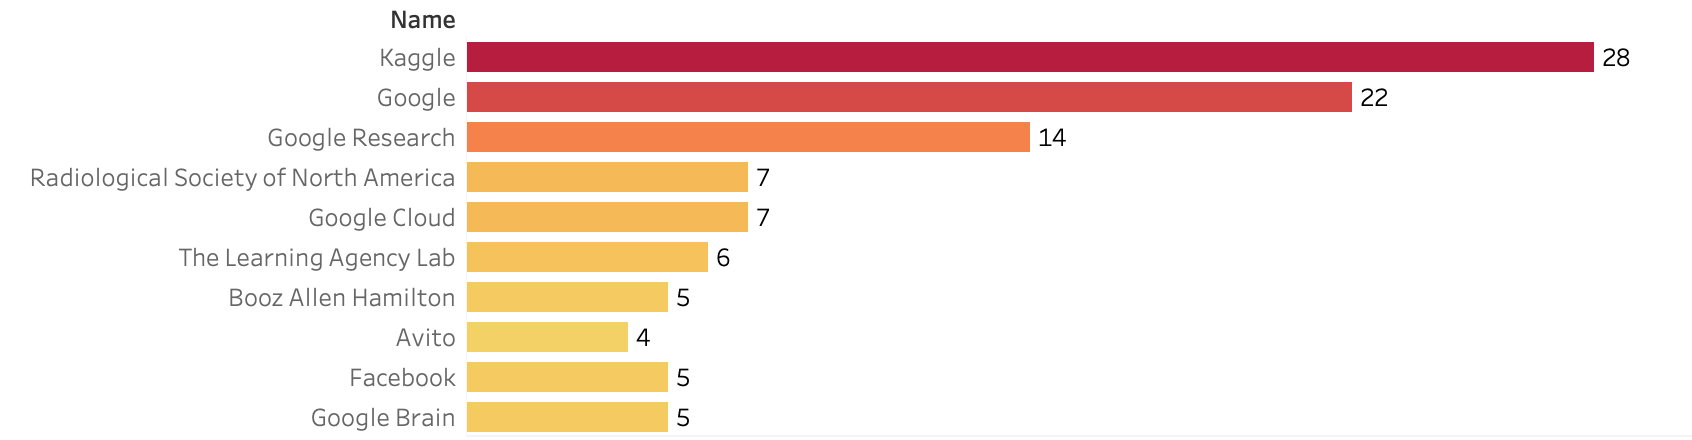 Name
Kaggle 28
Google 22
Google Research 14
Radiological Society of North America 7
Google Cloud 7
The Learning Agency Lab 6
Booz Allen Hamilton 5
Avito 4
Facebook 5
Google Brain 5